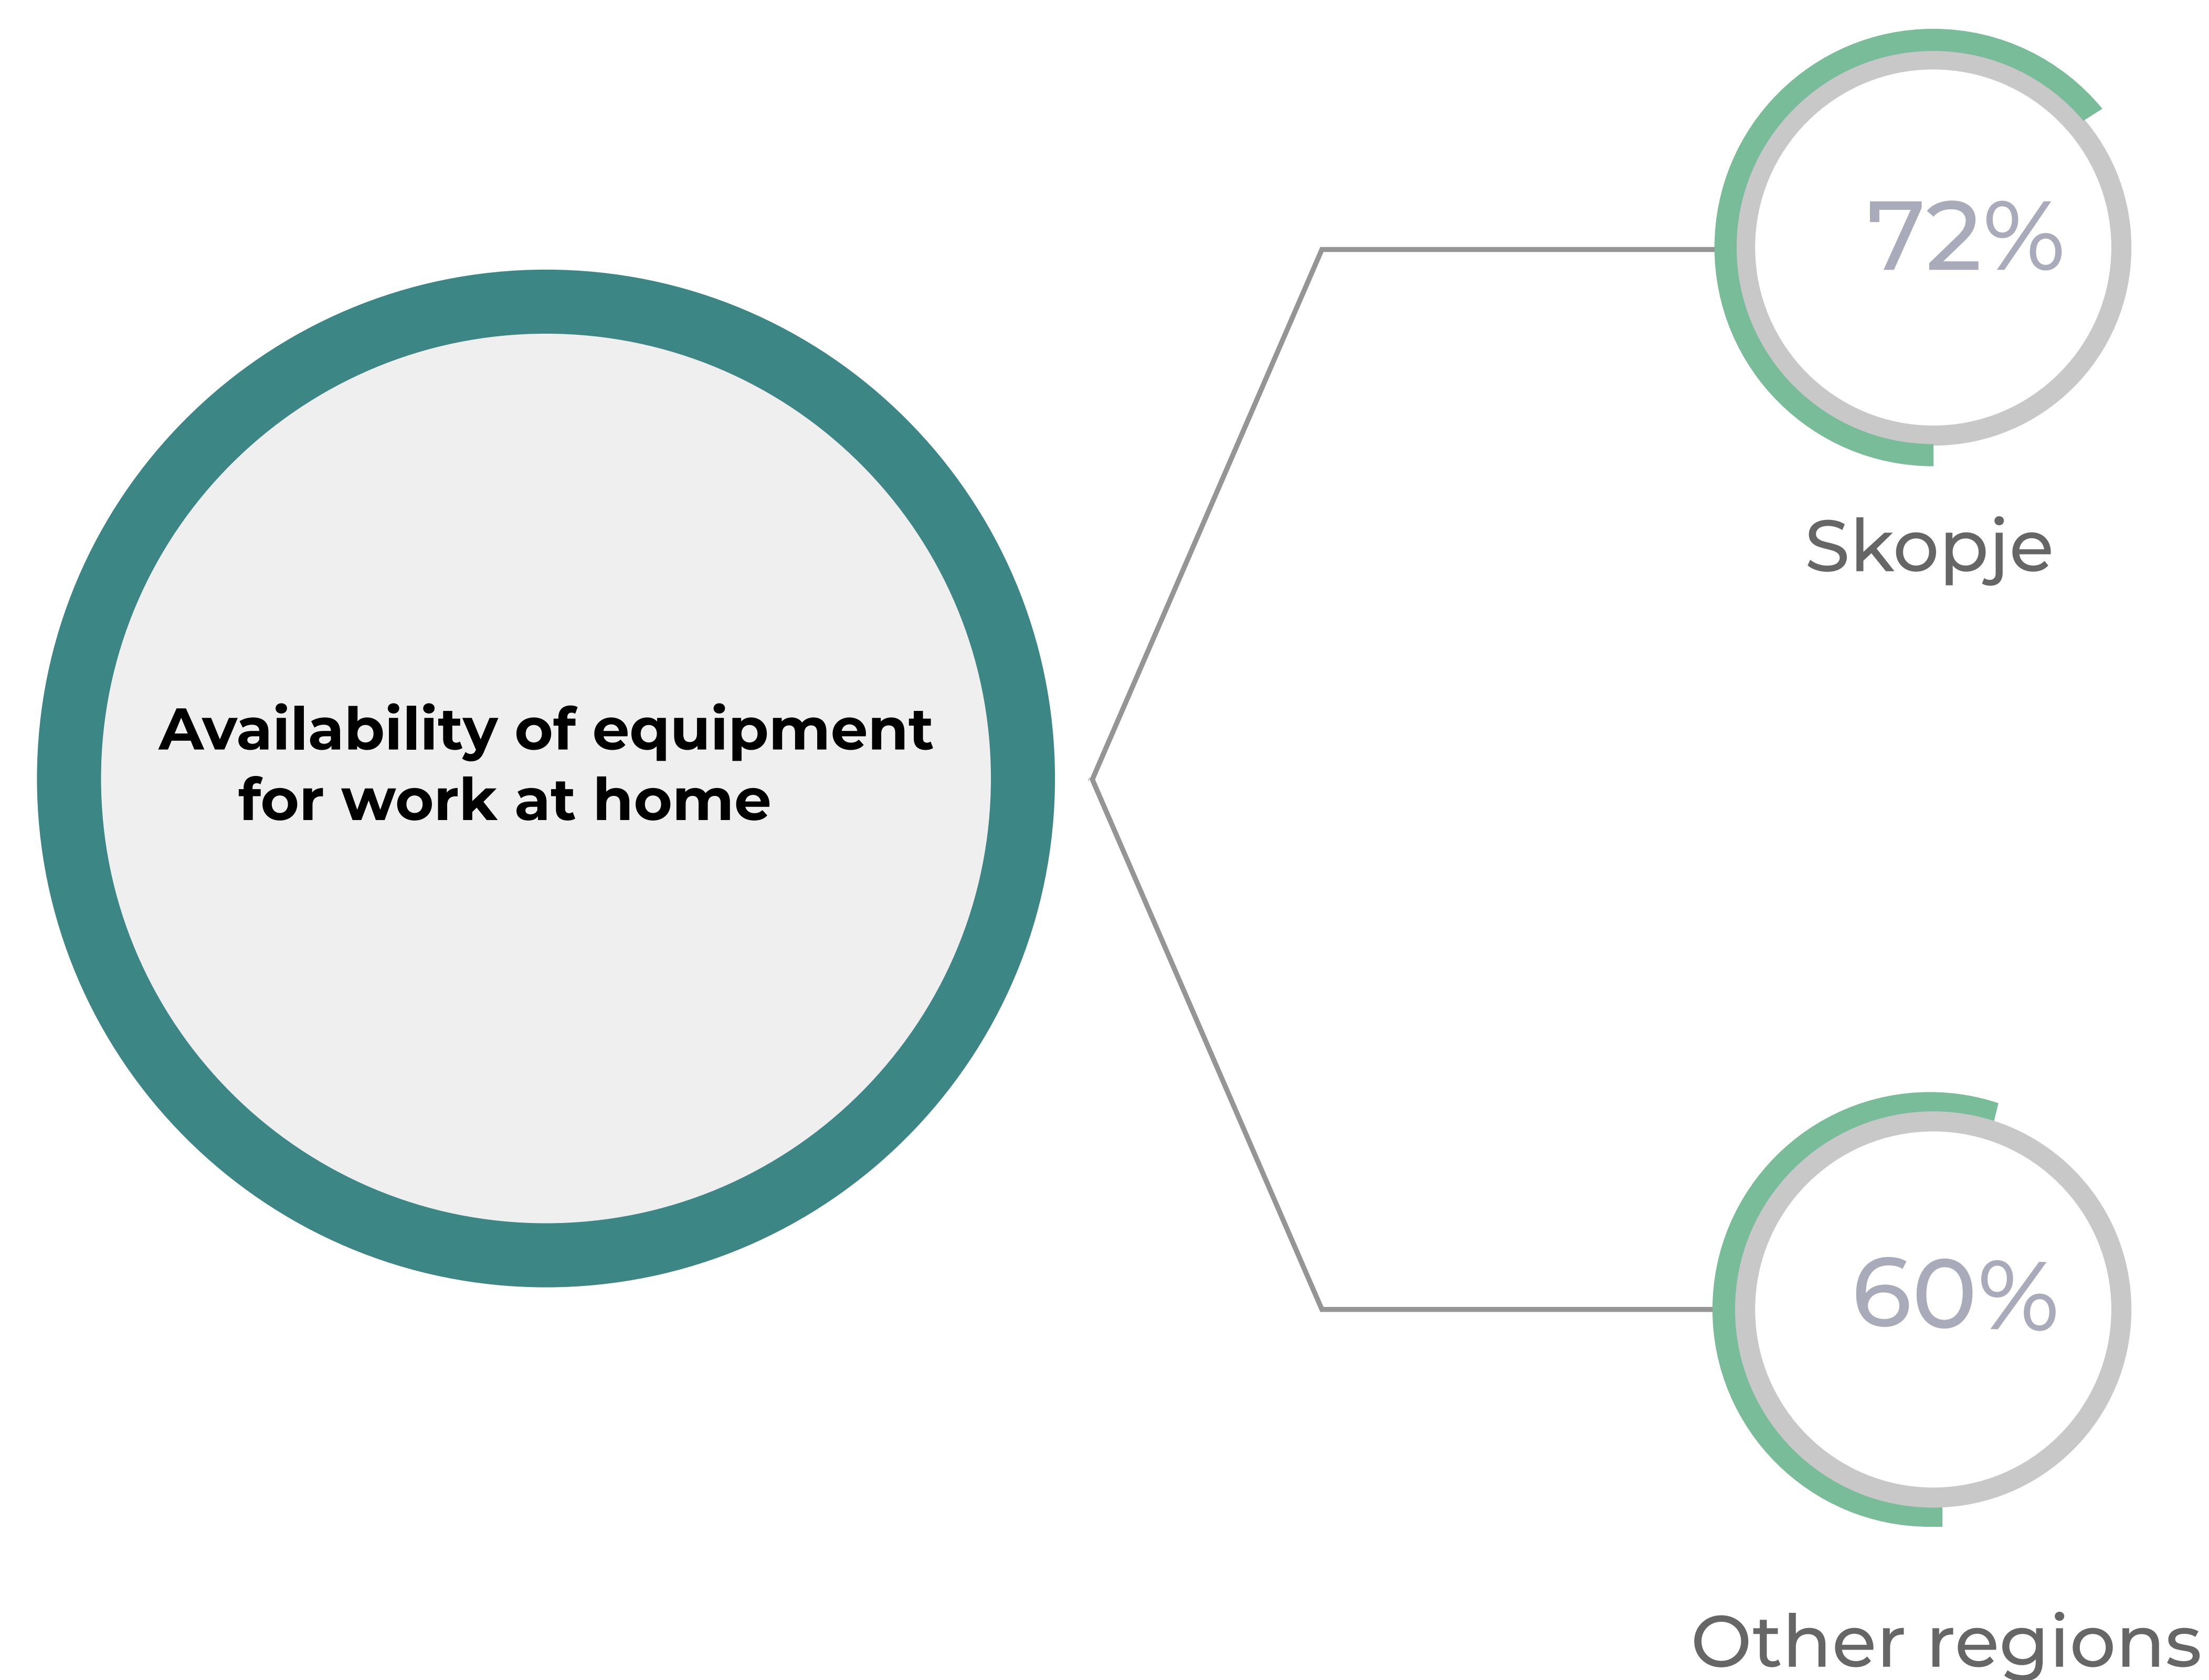 Availability of equipment
for work at home
72%
Skopje
60%
Other regions